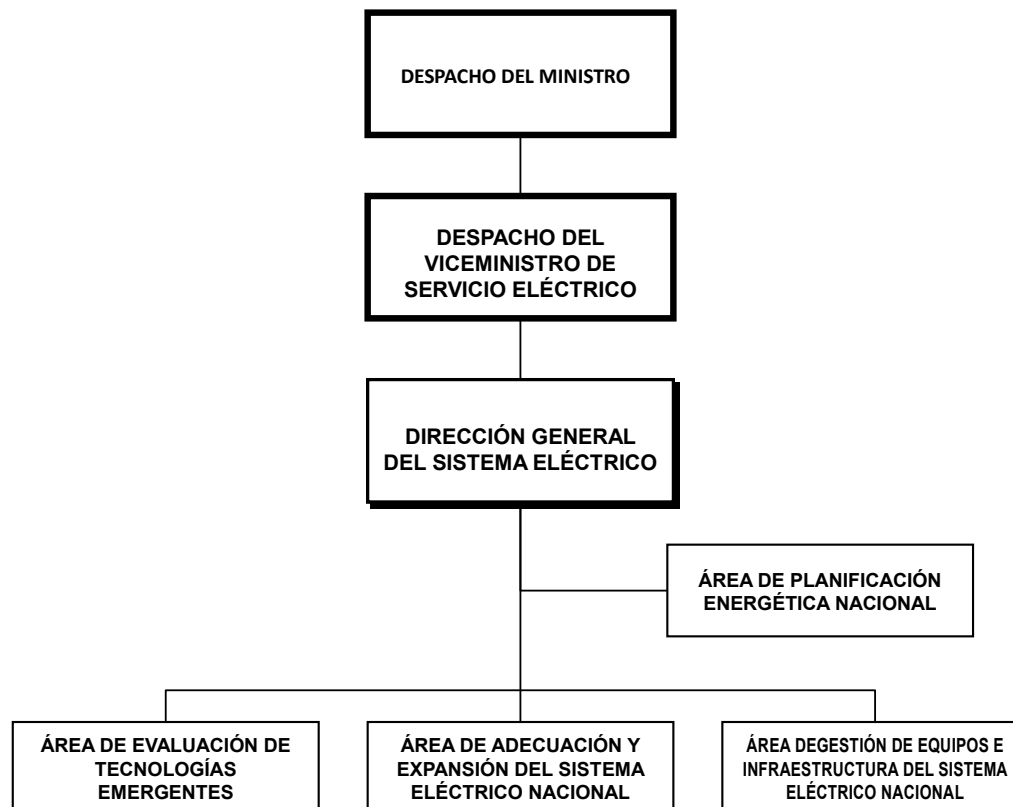 DESPACHO DEL MINISTRO
DESPACHO DEL
VICEMINISTRO DE
SERVICIO ELÉCTRICO
DIRECCIÓN GENERAL
DEL SISTEMA ELÉCTRICO
ÁREA DE PLANIFICACIÓN
ENERGÉTICA NACIONAL
ÁREA DE EVALUACIÓN DE
TECNOLOGÍAS
EMERGENTES
ÁREA DE ADECUACIÓN Y
EXPANSIÓN DEL SISTEMA
ELÉCTRICO NACIONAL
ÁREA DEGESTIÓN DE EQUIPOS E
INFRAESTRUCTURA DEL SISTEMA
ELÉCTRICO NACIONAL